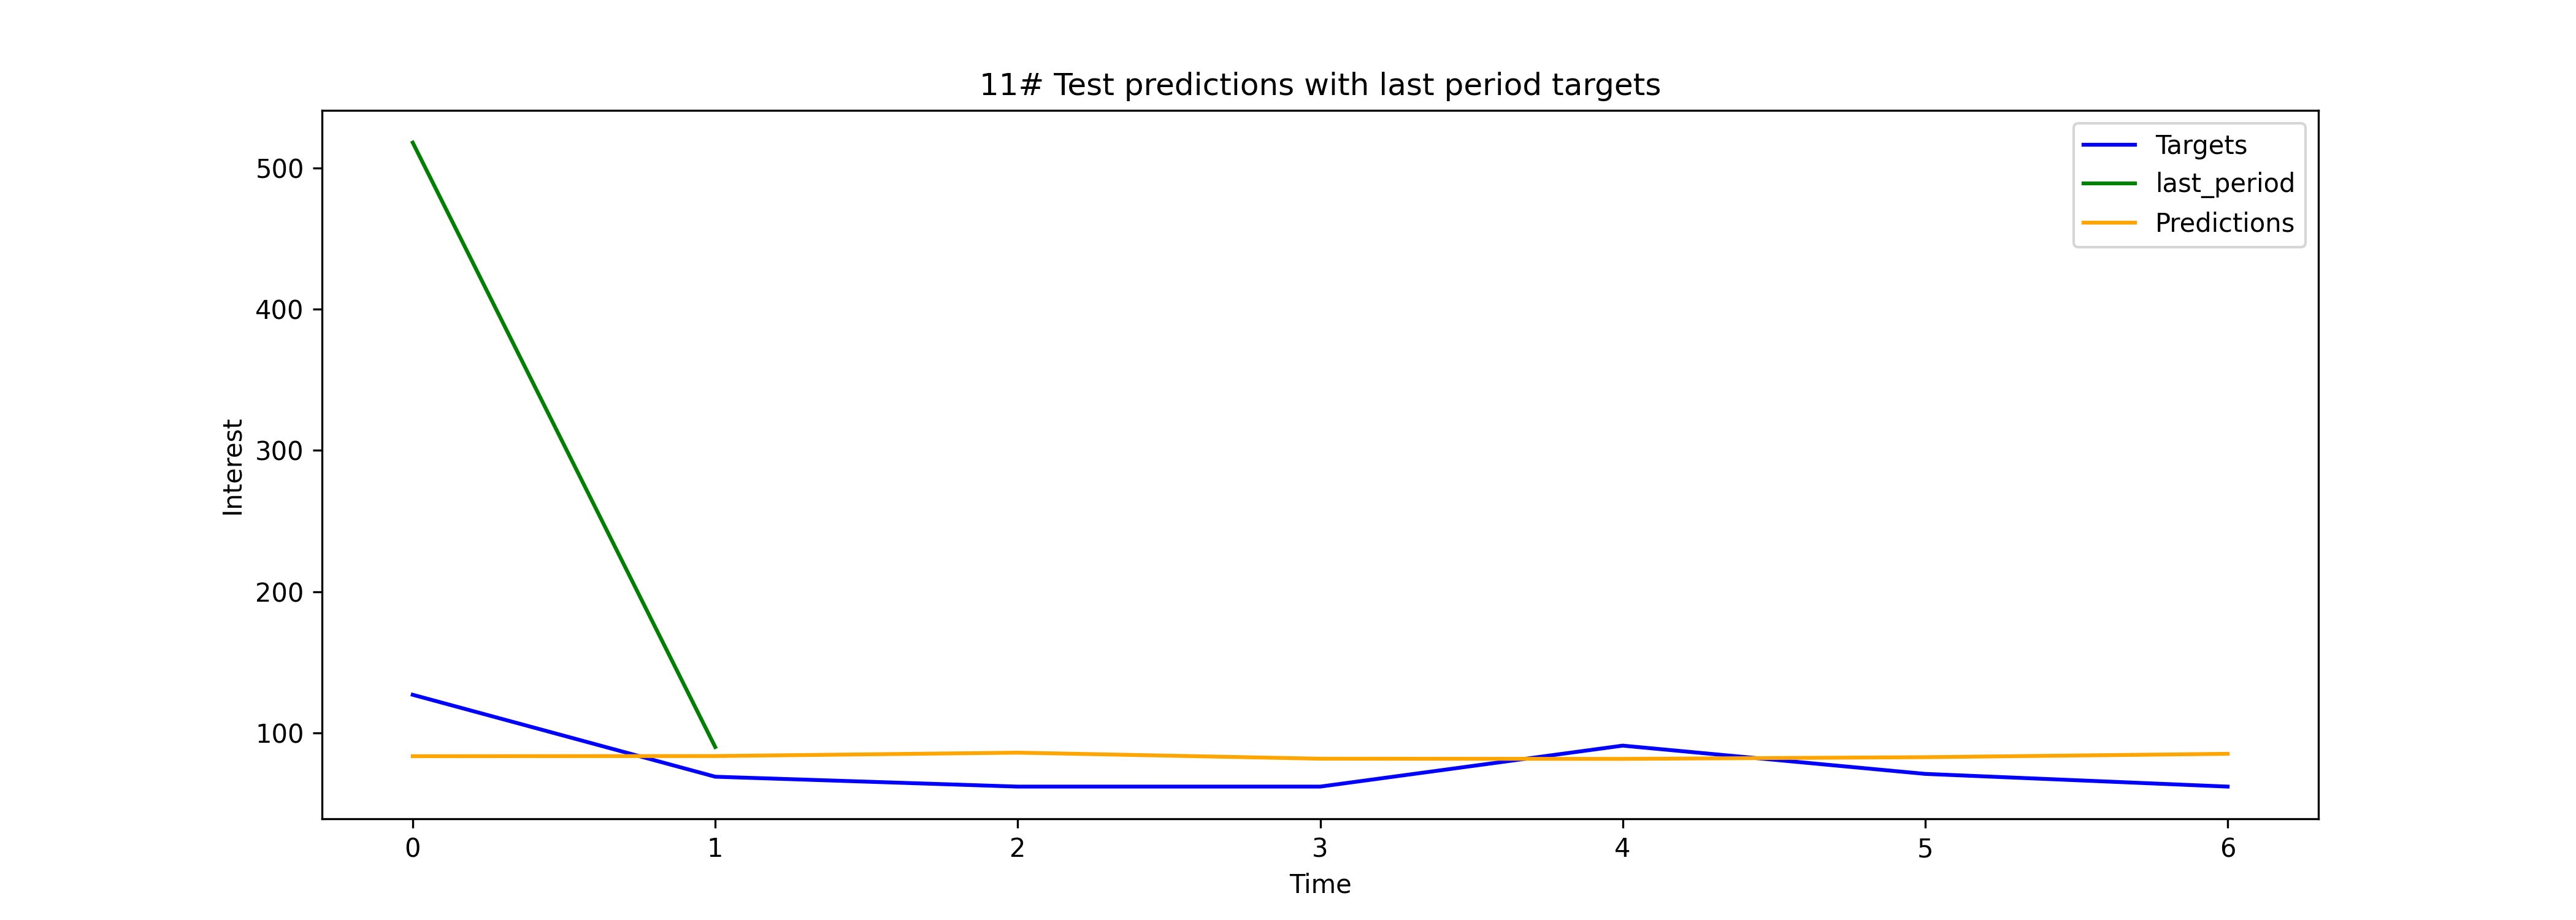 11# Test predictions with last period targets
Targets
last_period
Predictions
500
400
300
200
100
Interest
0 1 2 3 4 5 6
Time